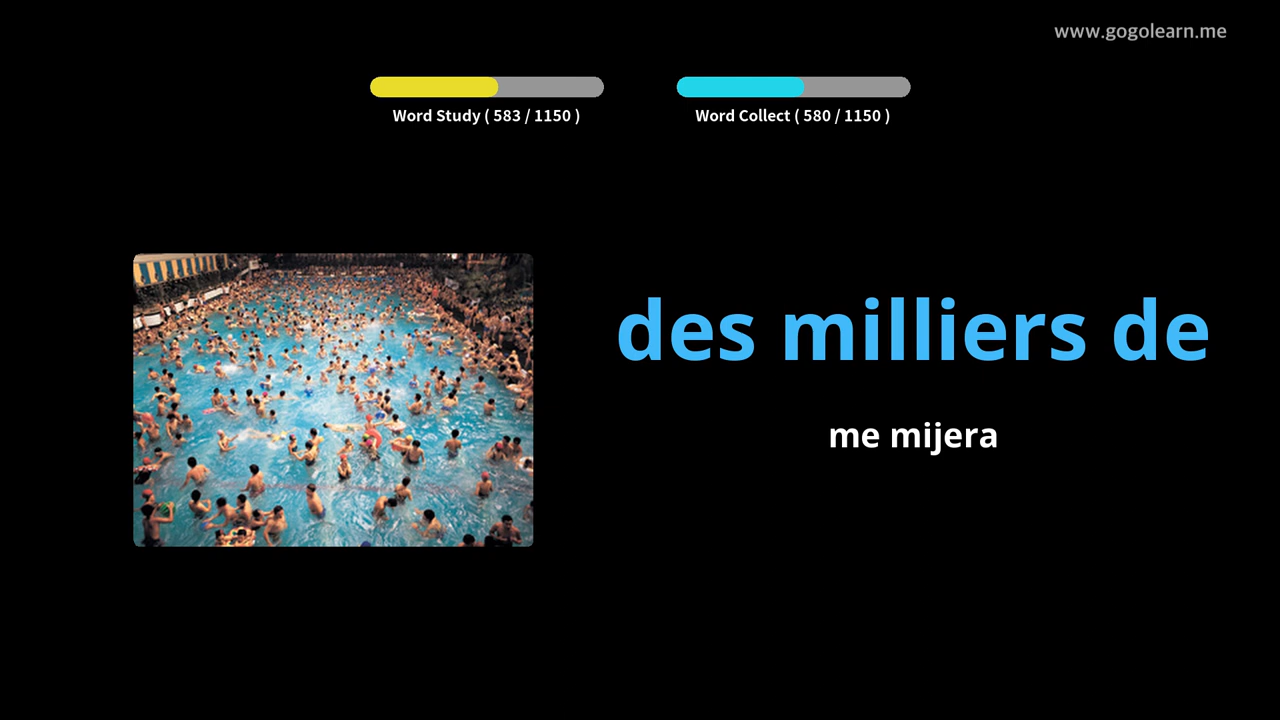 www.gogolearn.me
Word Study ( 583 / 1150 )
Word Collect ( 580 / 1150 )
des milliers de
me mijera